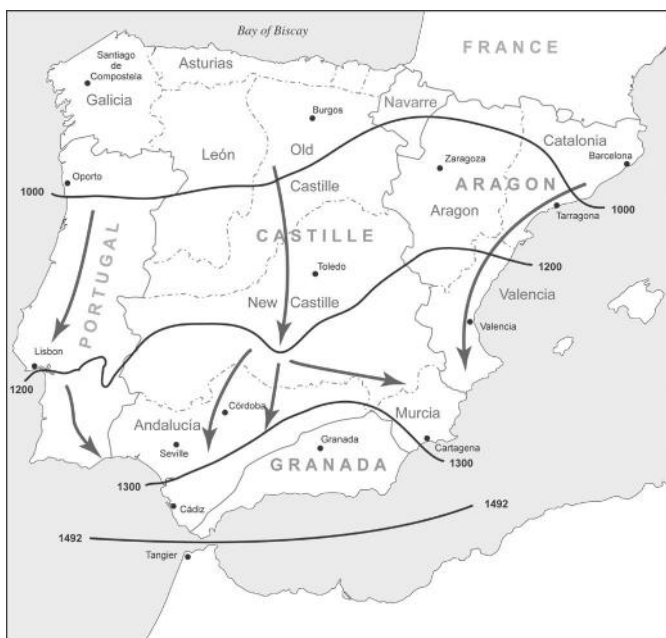 Bay of Biscay
FRANCE
Santiago
de
Compostela
Asturias
Galicia
Navarre
Burgos
Catalonia
León
Old
Barcelona
Zaragoza
Oporto
ARAGON
1000
Castille
Tarragona
1000
Aragon
CASTILLE
PORTUGAL
Toledo
1200
New Castille
Valencia
Valencia
Lisbon
1200
Córdoba
Murcia
Andalucía
Seville
Granada
Cartagena
GRANADA
1300
1300
Cádiz
1492
1492
Tangier